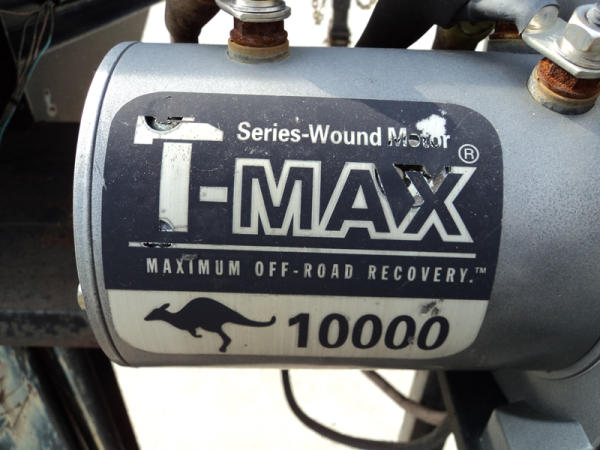 Series-Wound Motor
T-MAX®
MAXIMUM OFF-ROAD RECOVERY.™
10000